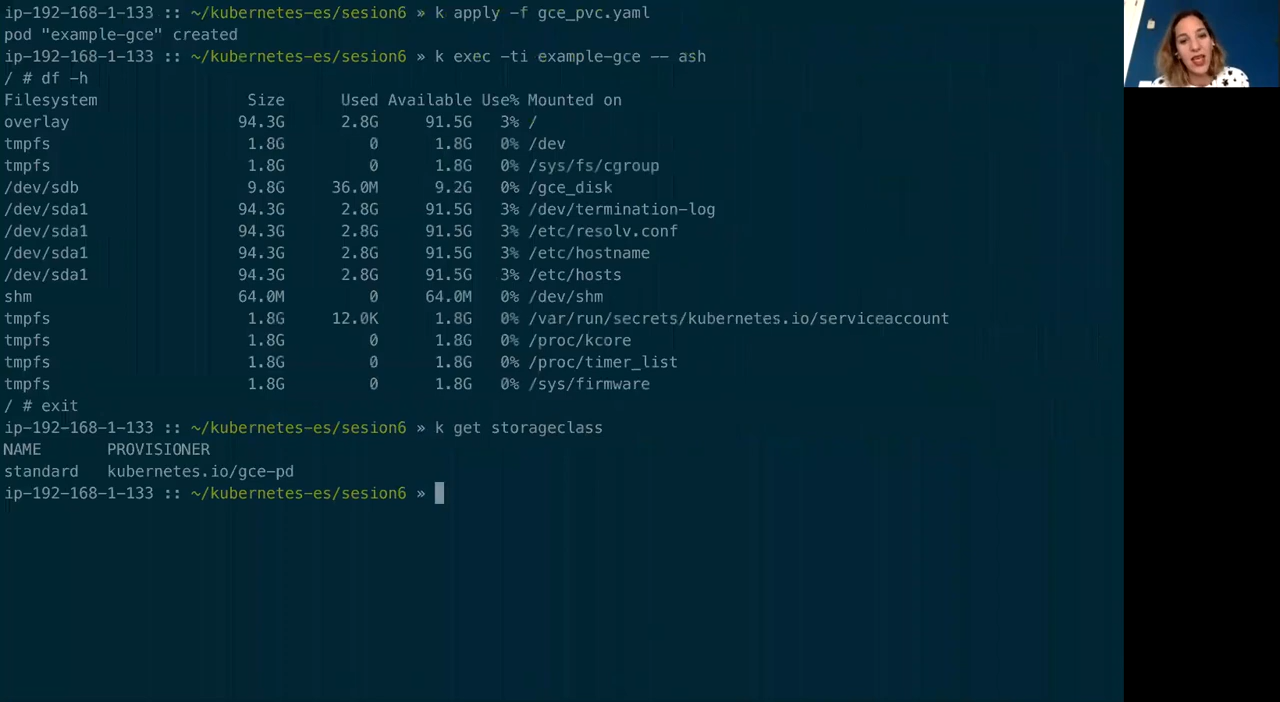 ip-192-168-1-133 :: ~/kubernetes-es/sesion6 » k apply -f gce_pvc.yaml
pod "example-gce" created
ip-192-168-1-133 :: ~/kubernetes-es/sesion6 » k exec -ti example-gce -- ash
/ # df -h
Filesystem Size Used Available Use% Mounted on
overlay 94.3G 2.8G 91.5G 3% /
tmpfs 1.8G 0 1.8G 0% /dev
tmpfs 1.8G 0 1.8G 0% /sys/fs/cgroup
/dev/sdb 9.8G 36.0M 9.2G 0% /gce_disk
/dev/sda1 94.3G 2.8G 91.5G 3% /dev/termination-log
/dev/sda1 94.3G 2.8G 91.5G 3% /etc/resolv.conf
/dev/sda1 94.3G 2.8G 91.5G 3% /etc/hostname
/dev/sda1 94.3G 2.8G 91.5G 3% /etc/hosts
shm 64.0M 0 64.0M 0% /dev/shm
tmpfs 1.8G 12.0K 1.8G 0% /var/run/secrets/kubernetes.io/serviceaccount
tmpfs 1.8G 0 1.8G 0% /proc/kcore
tmpfs 1.8G 0 1.8G 0% /proc/timer_list
tmpfs 1.8G 0 1.8G 0% /sys/firmware
/ # exit
ip-192-168-1-133 :: ~/kubernetes-es/sesion6 » k get storageclass
NAME PROVISIONER
standard kubernetes.io/gce-pd
ip-192-168-1-133 :: ~/kubernetes-es/sesion6 »